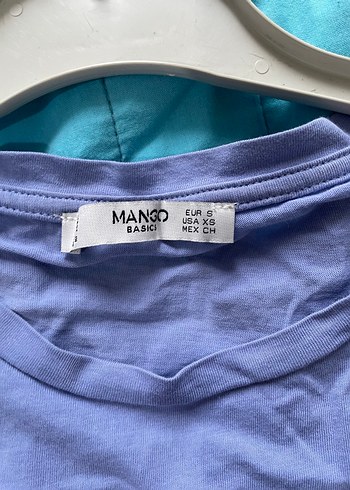 MANGO
BASICS
EUR S
USA XS
MEX CH